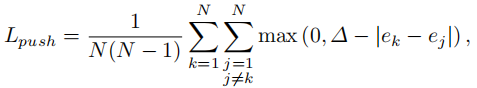 L_{push} = \frac{1}{N(N-1)} \sum_{k=1}^{N} \sum_{\substack{j=1 \\ j \neq k}}^{N} \max\left(0, \Delta - |e_k - e_j|\right),